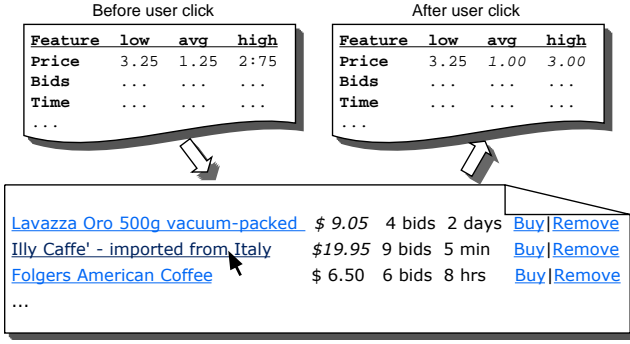 Before user click
Feature low avg high
Price 3.25 1.25 2:75
Bids ... ... ...
Time ... ... ...
...
After user click
Feature low avg high
Price 3.25 1.00 3.00
Bids ... ... ...
Time ... ... ...
...
Lavazza Oro 500g vacuum-packed $ 9.05 4 bids 2 days Buy|Remove
Illy Caffe' - imported from Italy $19.95 9 bids 5 min Buy|Remove
Folgers American Coffee $ 6.50 6 bids 8 hrs Buy|Remove
...